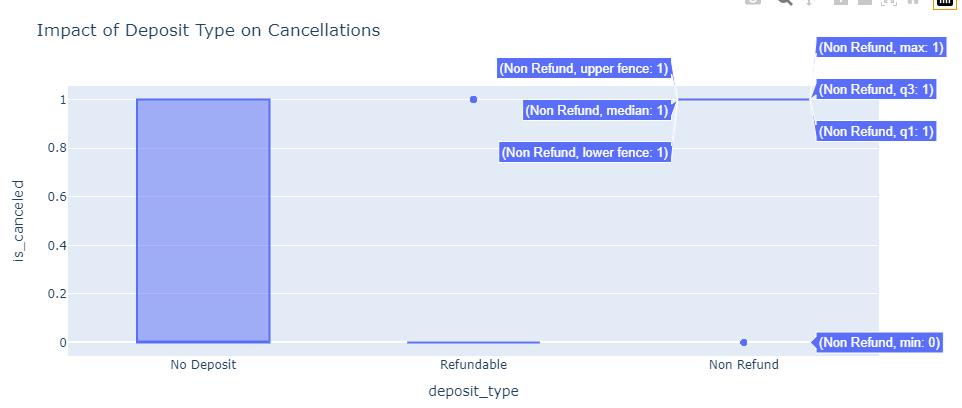 Impact of Deposit Type on Cancellations
(Non Refund, max: 1)
(Non Refund, upper fence: 1)
(Non Refund, q3: 1)
(Non Refund, median: 1)
(Non Refund, q1: 1)
(Non Refund, lower fence: 1)
(Non Refund, min: 0)
1
0.8
0.6
0.4
0.2
0
is_canceled
No Deposit
Refundable
Non Refund
deposit_type